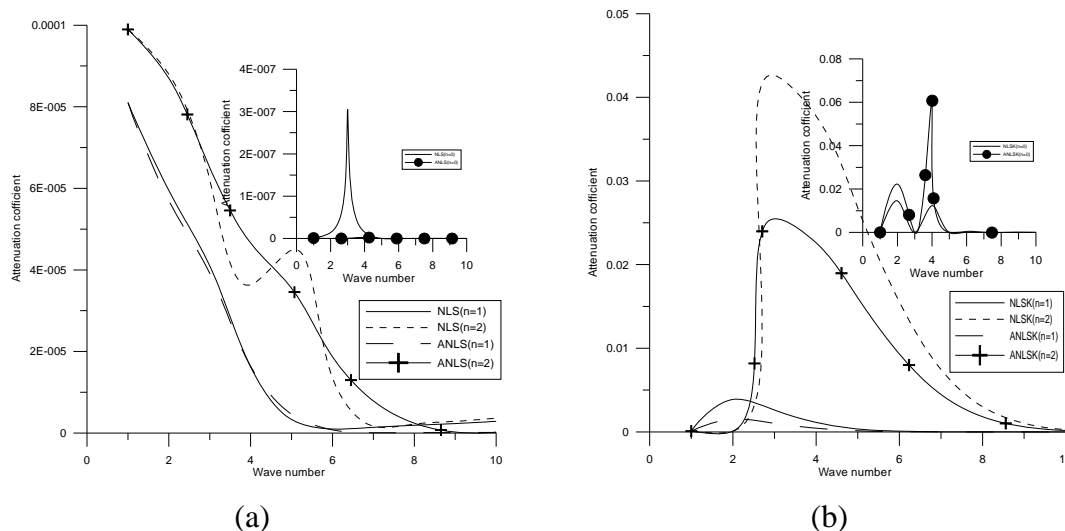 0.0001
8E-005
6E-005
4E-005
2E-005
0
Attenuation cofficient
0 2 4 6 8 10
Wave number
4E-007
3E-007
2E-007
1E-007
0
Attenuation cofficient
0 2 4 6 8 10
Wave number
NLS(n=0)
ANLS(n=0)
NLS(n=1)
NLS(n=2)
ANLS(n=1)
ANLS(n=2)
(a)
0.05
0.04
0.03
0.02
0.01
0
Attenuation cofficient
0 2 4 6 8 10
Wave number
0.08
0.06
0.04
0.02
0
Attenuation cofficient
0 2 4 6 8 10
Wave number
NLSK(n=0)
ANLSK(n=0)
NLSK(n=1)
NLSK(n=2)
ANLSK(n=1)
ANLSK(n=2)
(b)